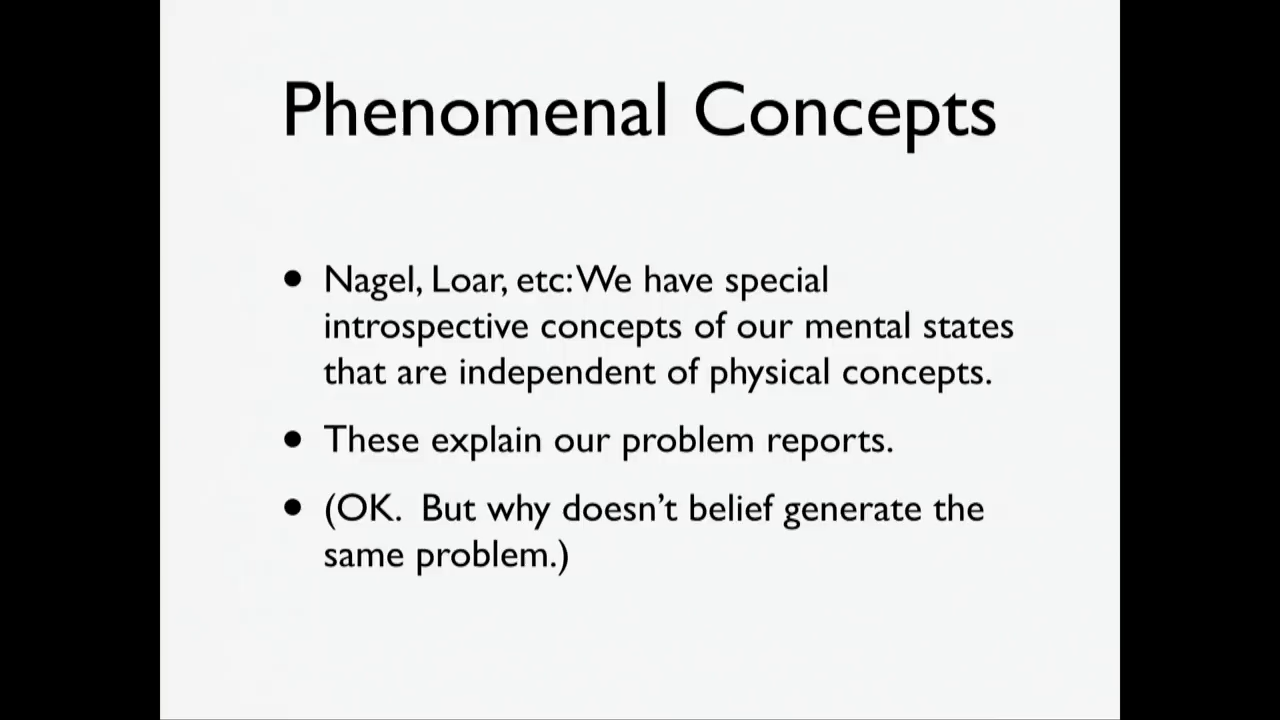 Phenomenal Concepts
• Nagel, Loar, etc: We have special
introspective concepts of our mental states
that are independent of physical concepts.
• These explain our problem reports.
• (OK.  But why doesn't belief generate the
same problem.)